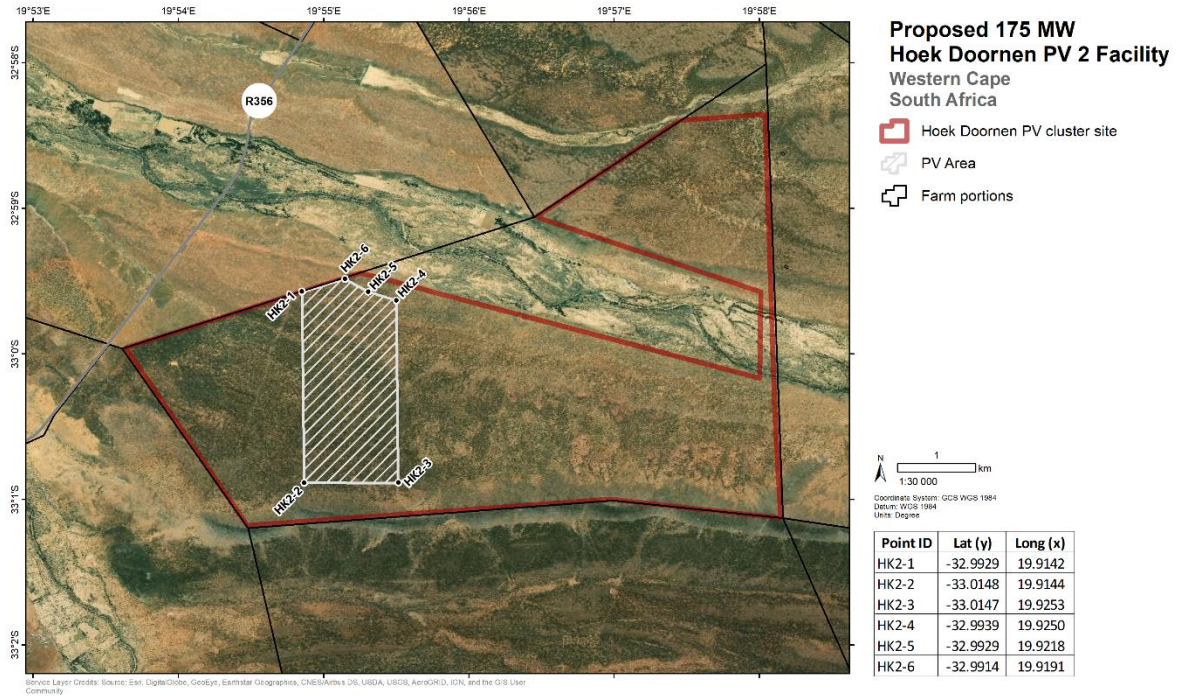 19°53'E 19°54'E 19°55'E 19°56'E 19°57'E 19°58'E
32°58'S
32°59'S
33°0'S
33°1'S
33°2'S
R356
HK2-1
HK2-6
HK2-5
HK2-4
HK2-2
HK2-3
Service Layer Credits: Source: Esri, DigitalGlobe, GeoEye, Earthstar Geographics, CNES/Airbus DS, USDA, USGS, AeroGRID, IGN, and the GIS User
Community
Proposed 175 MW
Hoek Doornen PV 2 Facility
Western Cape
South Africa
Hoek Doornen PV cluster site
PV Area
Farm portions
N
1
km
1:30 000
Coordinate System: GCS WGS 1984
Datum: WGS 1984
Units: Degree
Point ID Lat (y) Long (x)
HK2-1 -32.9929 19.9142
HK2-2 -33.0148 19.9144
HK2-3 -33.0147 19.9253
HK2-4 -32.9939 19.9250
HK2-5 -32.9929 19.9218
HK2-6 -32.9914 19.9191